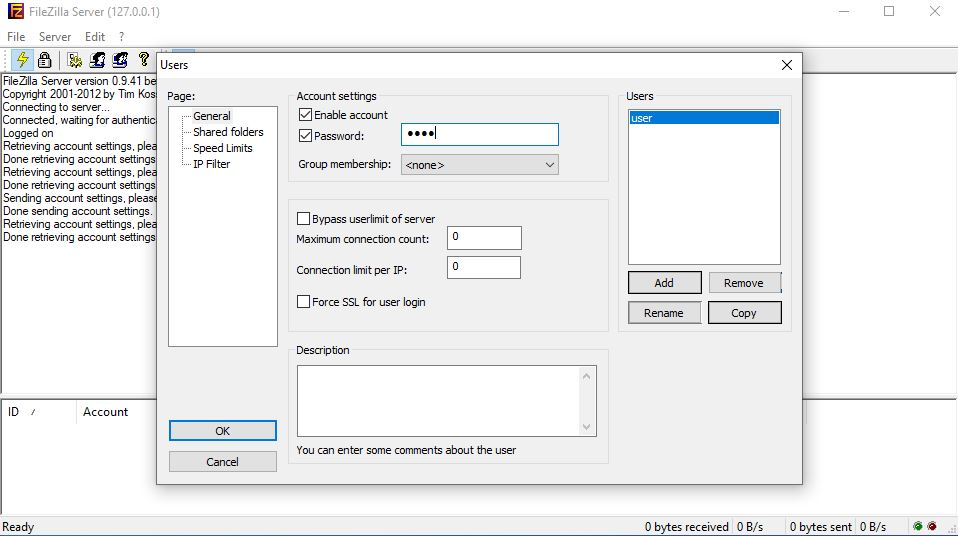 FileZilla Server (127.0.0.1)
File Server Edit ?
FileZilla Server version 0.9.41 be
Copyright 2001-2012 by Tim Kos
Connecting to server...
Connected, waiting for authentic
Logged on
Retrieving account settings, plea
Done retrieving account settings
Retrieving account settings, plea
Done retrieving account settings
Sending account settings, please
Done sending account settings.
Retrieving account settings, plea
Done retrieving account settings
Users
Page:
General
Shared folders
Speed Limits
IP Filter
OK
Cancel
Account settings
Enable account
Password: ••••
Group membership: <none>
Bypass userlimit of server
Maximum connection count: 0
Connection limit per IP: 0
Force SSL for user login
Description
You can enter some comments about the user
Users
user
Add Remove
Rename Copy
ID / Account
Ready 0 bytes received 0 B/s 0 bytes sent 0 B/s